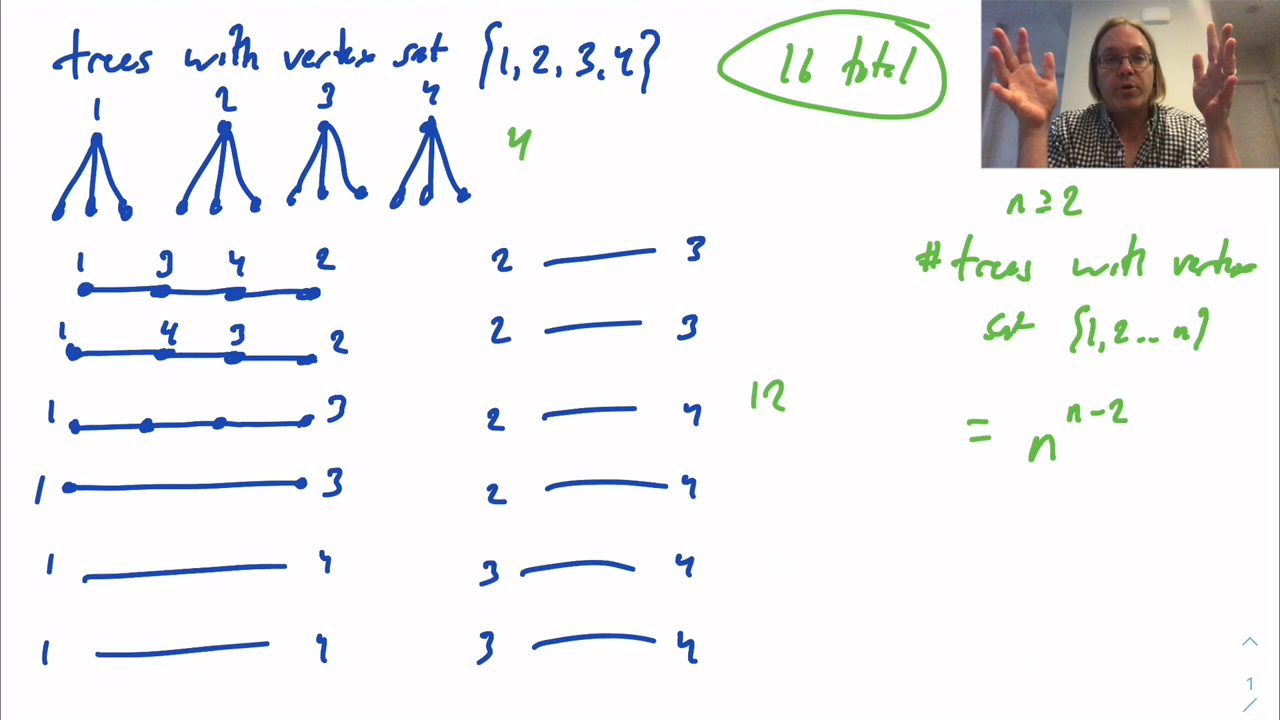 trees with vertex set {1, 2, 3, 4}
16 total
1 2 3 4
4
1 3 4 2
1 4 3 2
1 3
1 3
1 4
1 4
2 3
2 3
2 4
2 4
3 4
3 4
12
n ≥ 2
# trees with vertex
set {1, 2 ... n}
= n^{n-2}
1